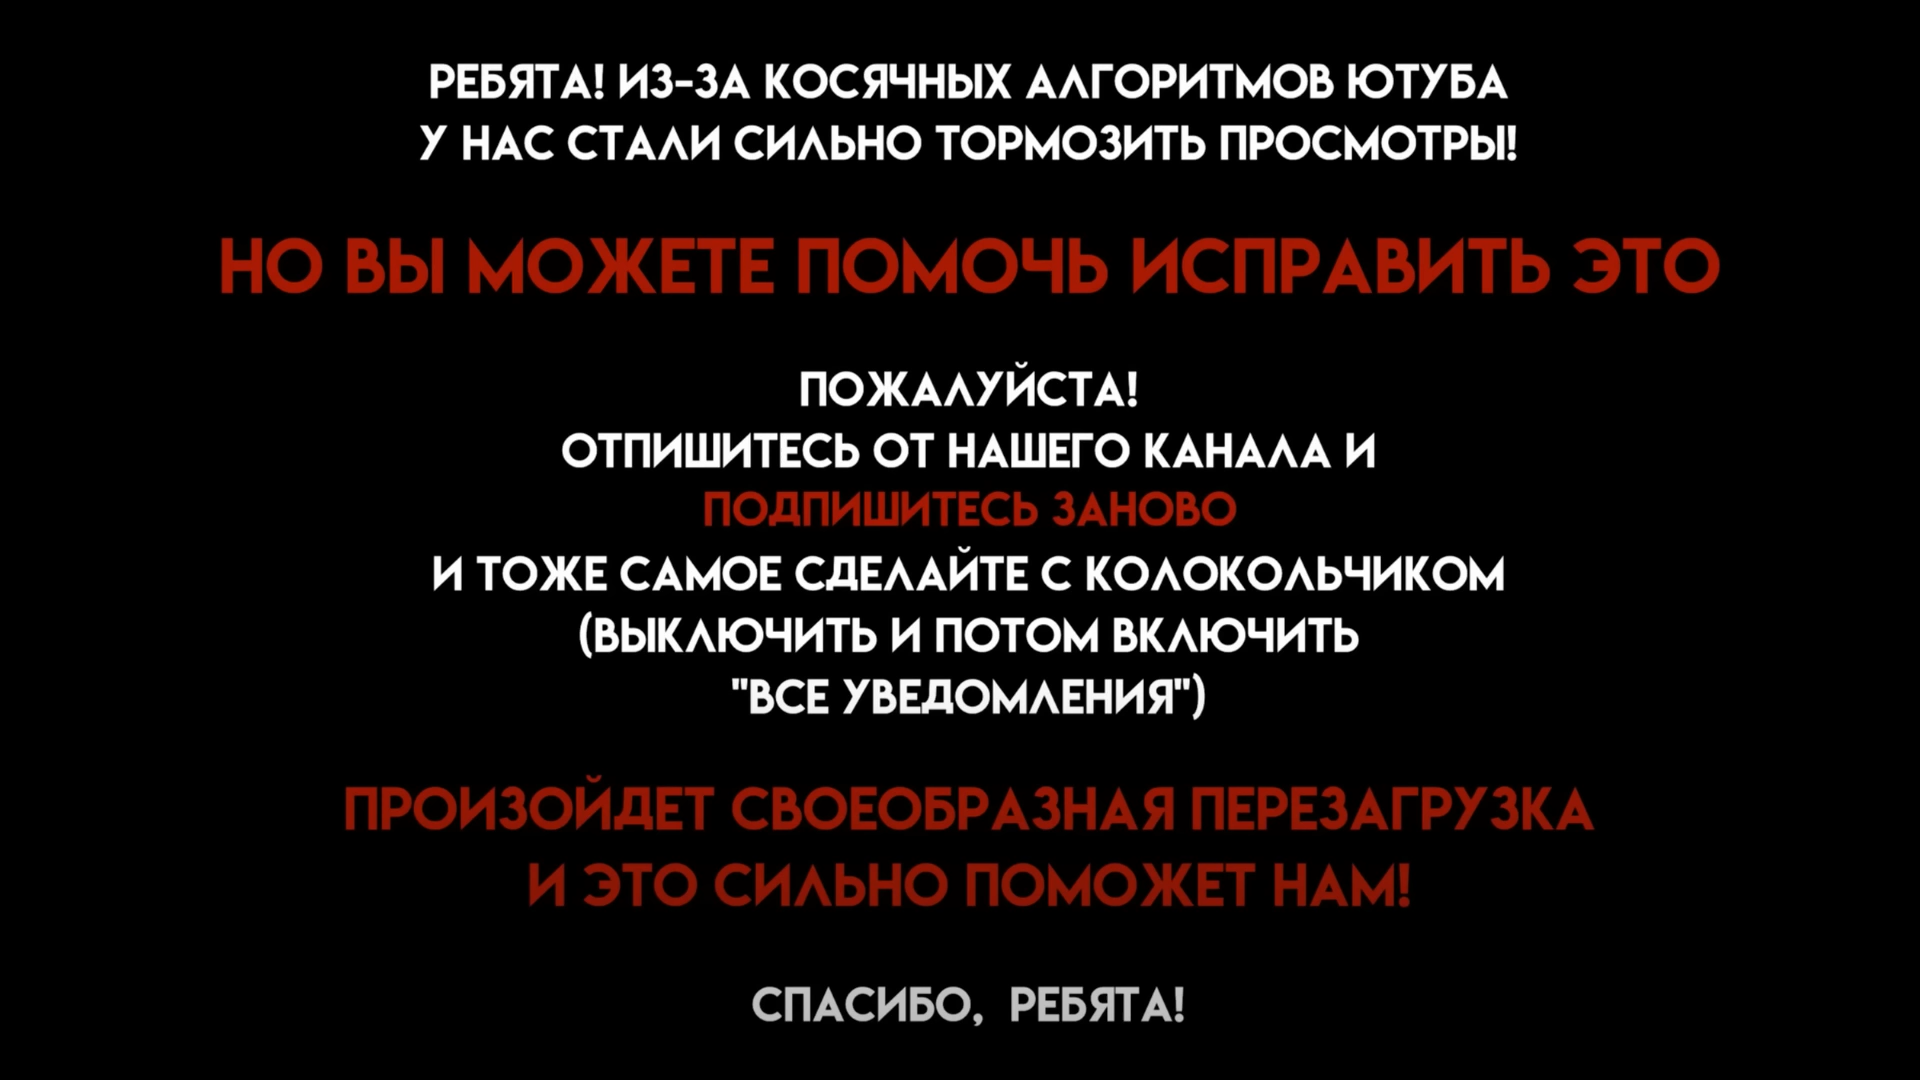 РЕБЯТА! ИЗ-ЗА КОСЯЧНЫХ АЛГОРИТМОВ ЮТУБА
У НАС СТАЛИ СИЛЬНО ТОРМОЗИТЬ ПРОСМОТРЫ!
НО ВЫ МОЖЕТЕ ПОМОЧЬ ИСПРАВИТЬ ЭТО
ПОЖАЛУЙСТА!
ОТПИШИТЕСЬ ОТ НАШЕГО КАНАЛА И
ПОДПИШИТЕСЬ ЗАНОВО
И ТОЖЕ САМОЕ СДЕЛАЙТЕ С КОЛОКОЛЬЧИКОМ
(ВЫКЛЮЧИТЬ И ПОТОМ ВКЛЮЧИТЬ
"ВСЕ УВЕДОМЛЕНИЯ")
ПРОИЗОЙДЕТ СВОЕОБРАЗНАЯ ПЕРЕЗАГРУЗКА
И ЭТО СИЛЬНО ПОМОЖЕТ НАМ!
СПАСИБО, РЕБЯТА!